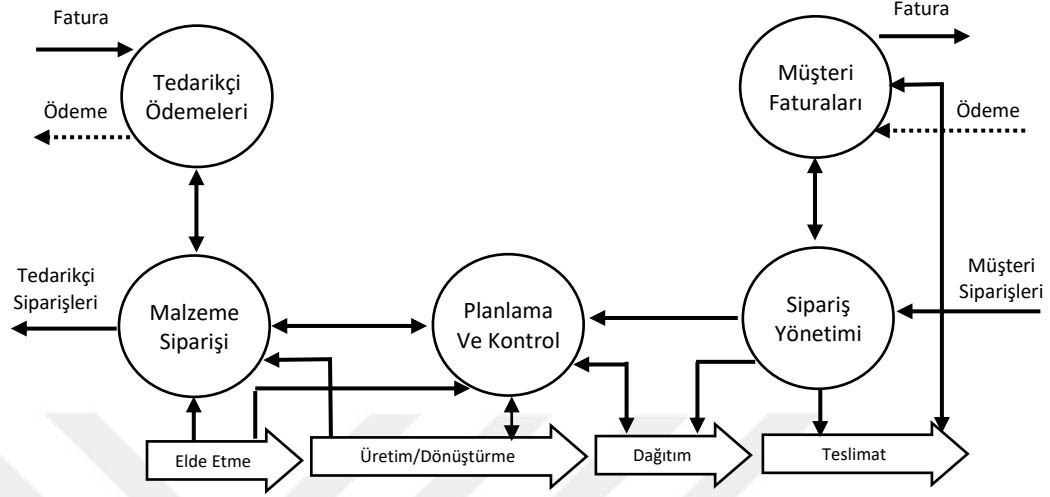 Fatura
Fatura
Tedarikçi
Ödemeleri
Müşteri
Faturaları
Ödeme
Ödeme
Tedarikçi
Siparişleri
Malzeme
Siparişi
Planlama
Ve Kontrol
Sipariş
Yönetimi
Müşteri
Siparişleri
Elde Etme
Üretim/Dönüştürme
Dağıtım
Teslimat